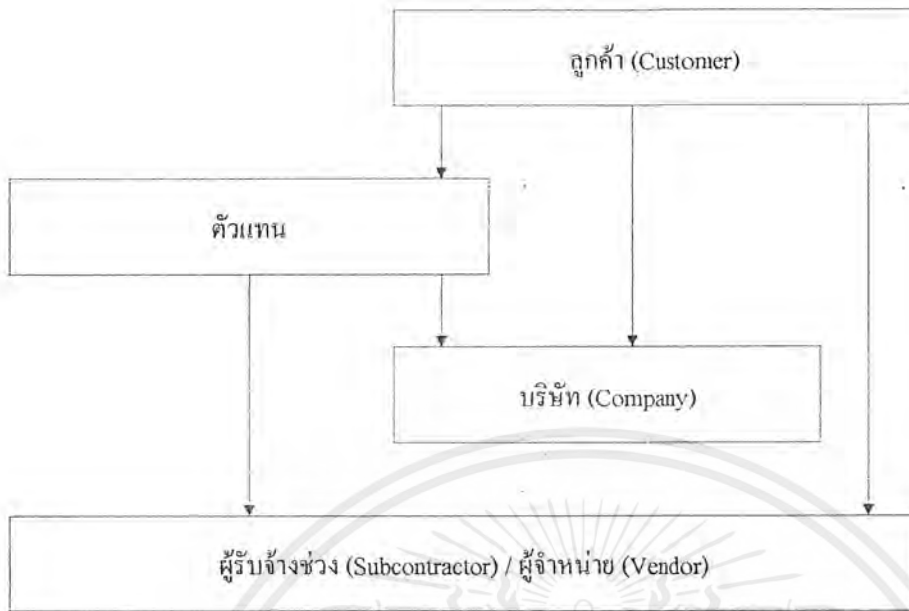 ลูกค้า (Customer)
ตัวแทน
บริษัท (Company)
ผู้รับจ้างช่วง (Subcontractor) / ผู้จำหน่าย (Vendor)